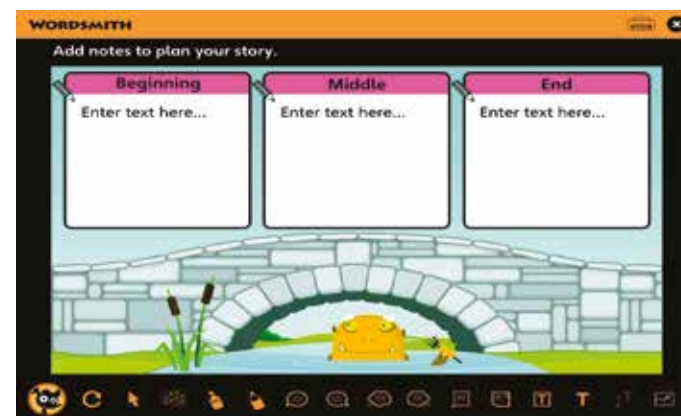 WORDSMITH
Add notes to plan your story.
Beginning
Middle
End
Enter text here...
Enter text here...
Enter text here...
T
T
T